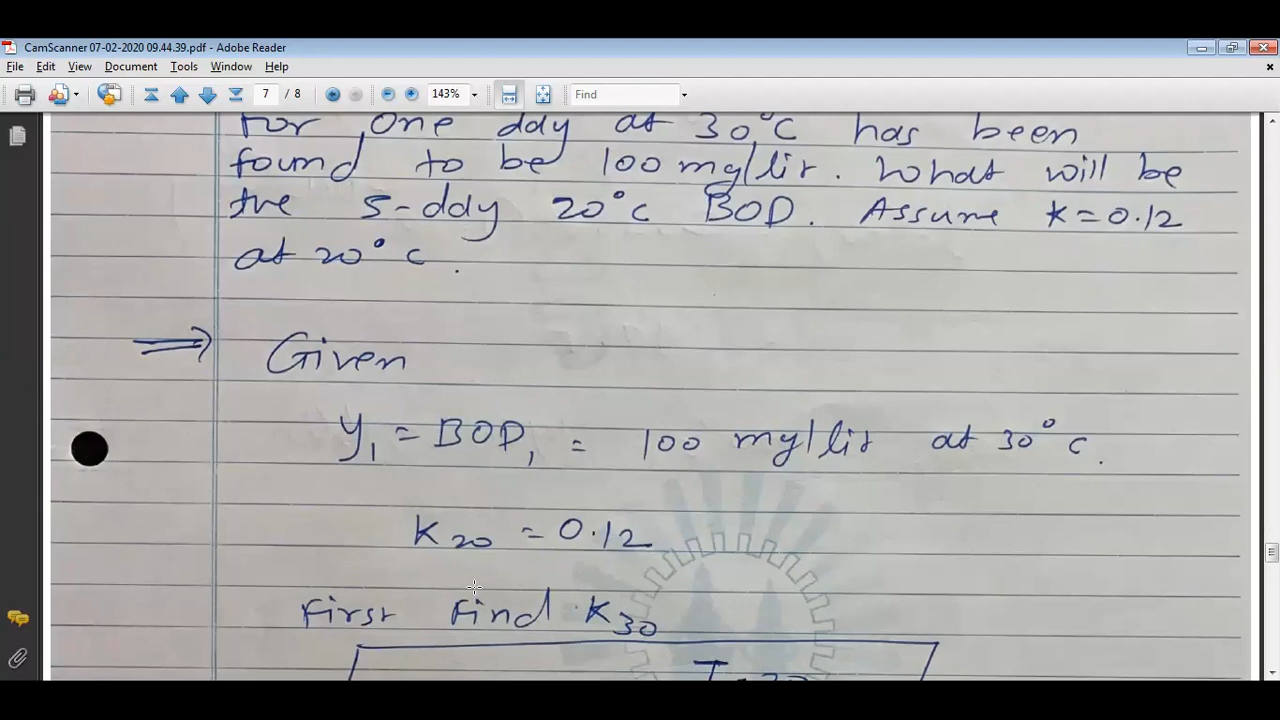 CamScanner 07-02-2020 09.44.39.pdf - Adobe Reader
File Edit View Document Tools Window Help
7 / 8 143% Find
For One day at 30°C has been
found to be 100 mg/lit. What will be
the 5-day 20°C BOD. Assume K=0.12
at 20°C.
⇒ Given
y₁ = BOD₁ = 100 mg/lit at 30°C.
K₂₀ = 0.12
First Find K₃₀
T-20